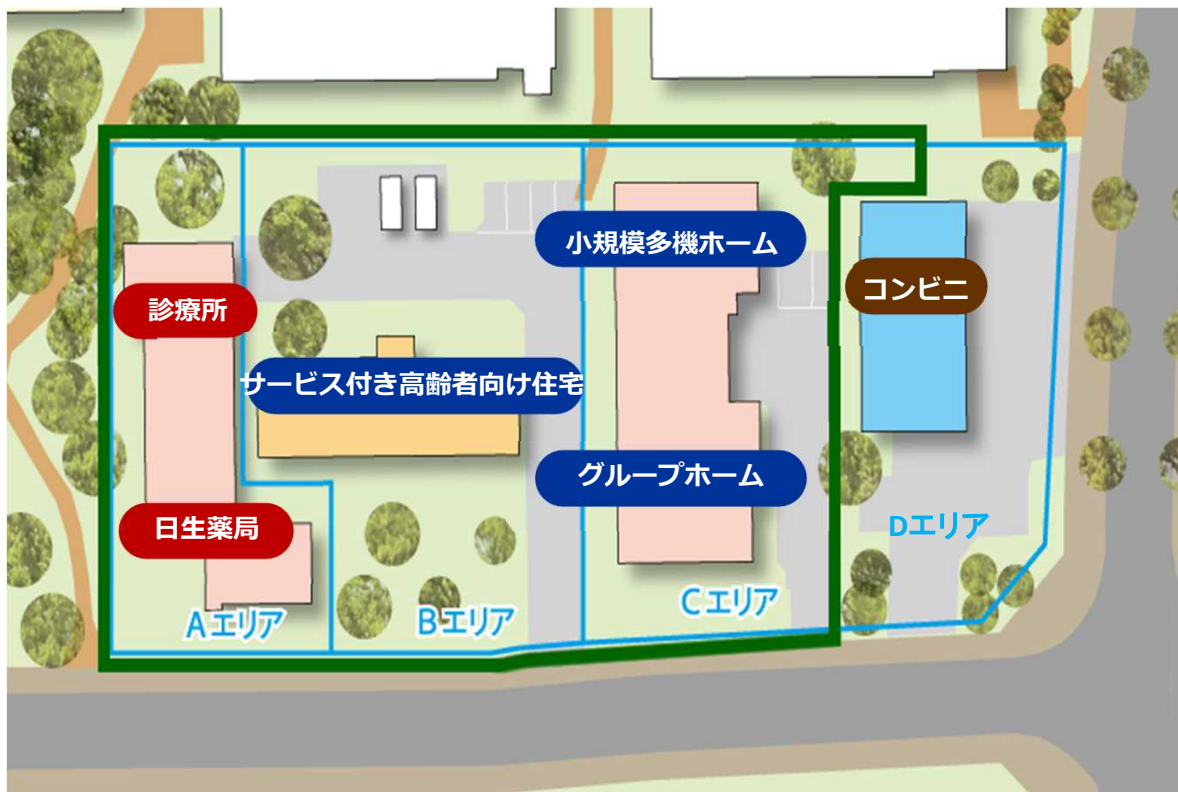 小規模多機ホーム
コンビニ
診療所
サービス付き高齢者向け住宅
グループホーム
日生薬局
Dエリア
Cエリア
Bエリア
Aエリア